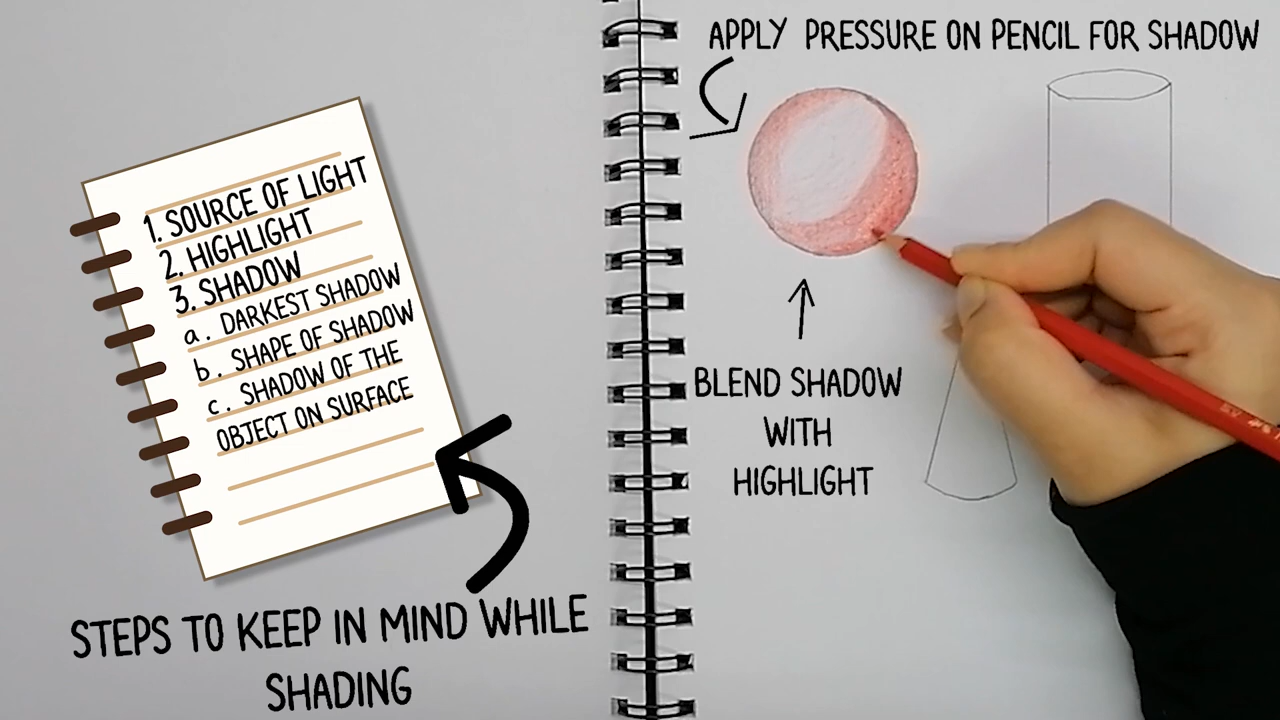 1. SOURCE OF LIGHT
2. HIGHLIGHT
3. SHADOW
a. DARKEST SHADOW
b. SHAPE OF SHADOW
c. SHADOW OF THE
OBJECT ON SURFACE
STEPS TO KEEP IN MIND WHILE
SHADING
APPLY PRESSURE ON PENCIL FOR SHADOW
BLEND SHADOW
WITH
HIGHLIGHT